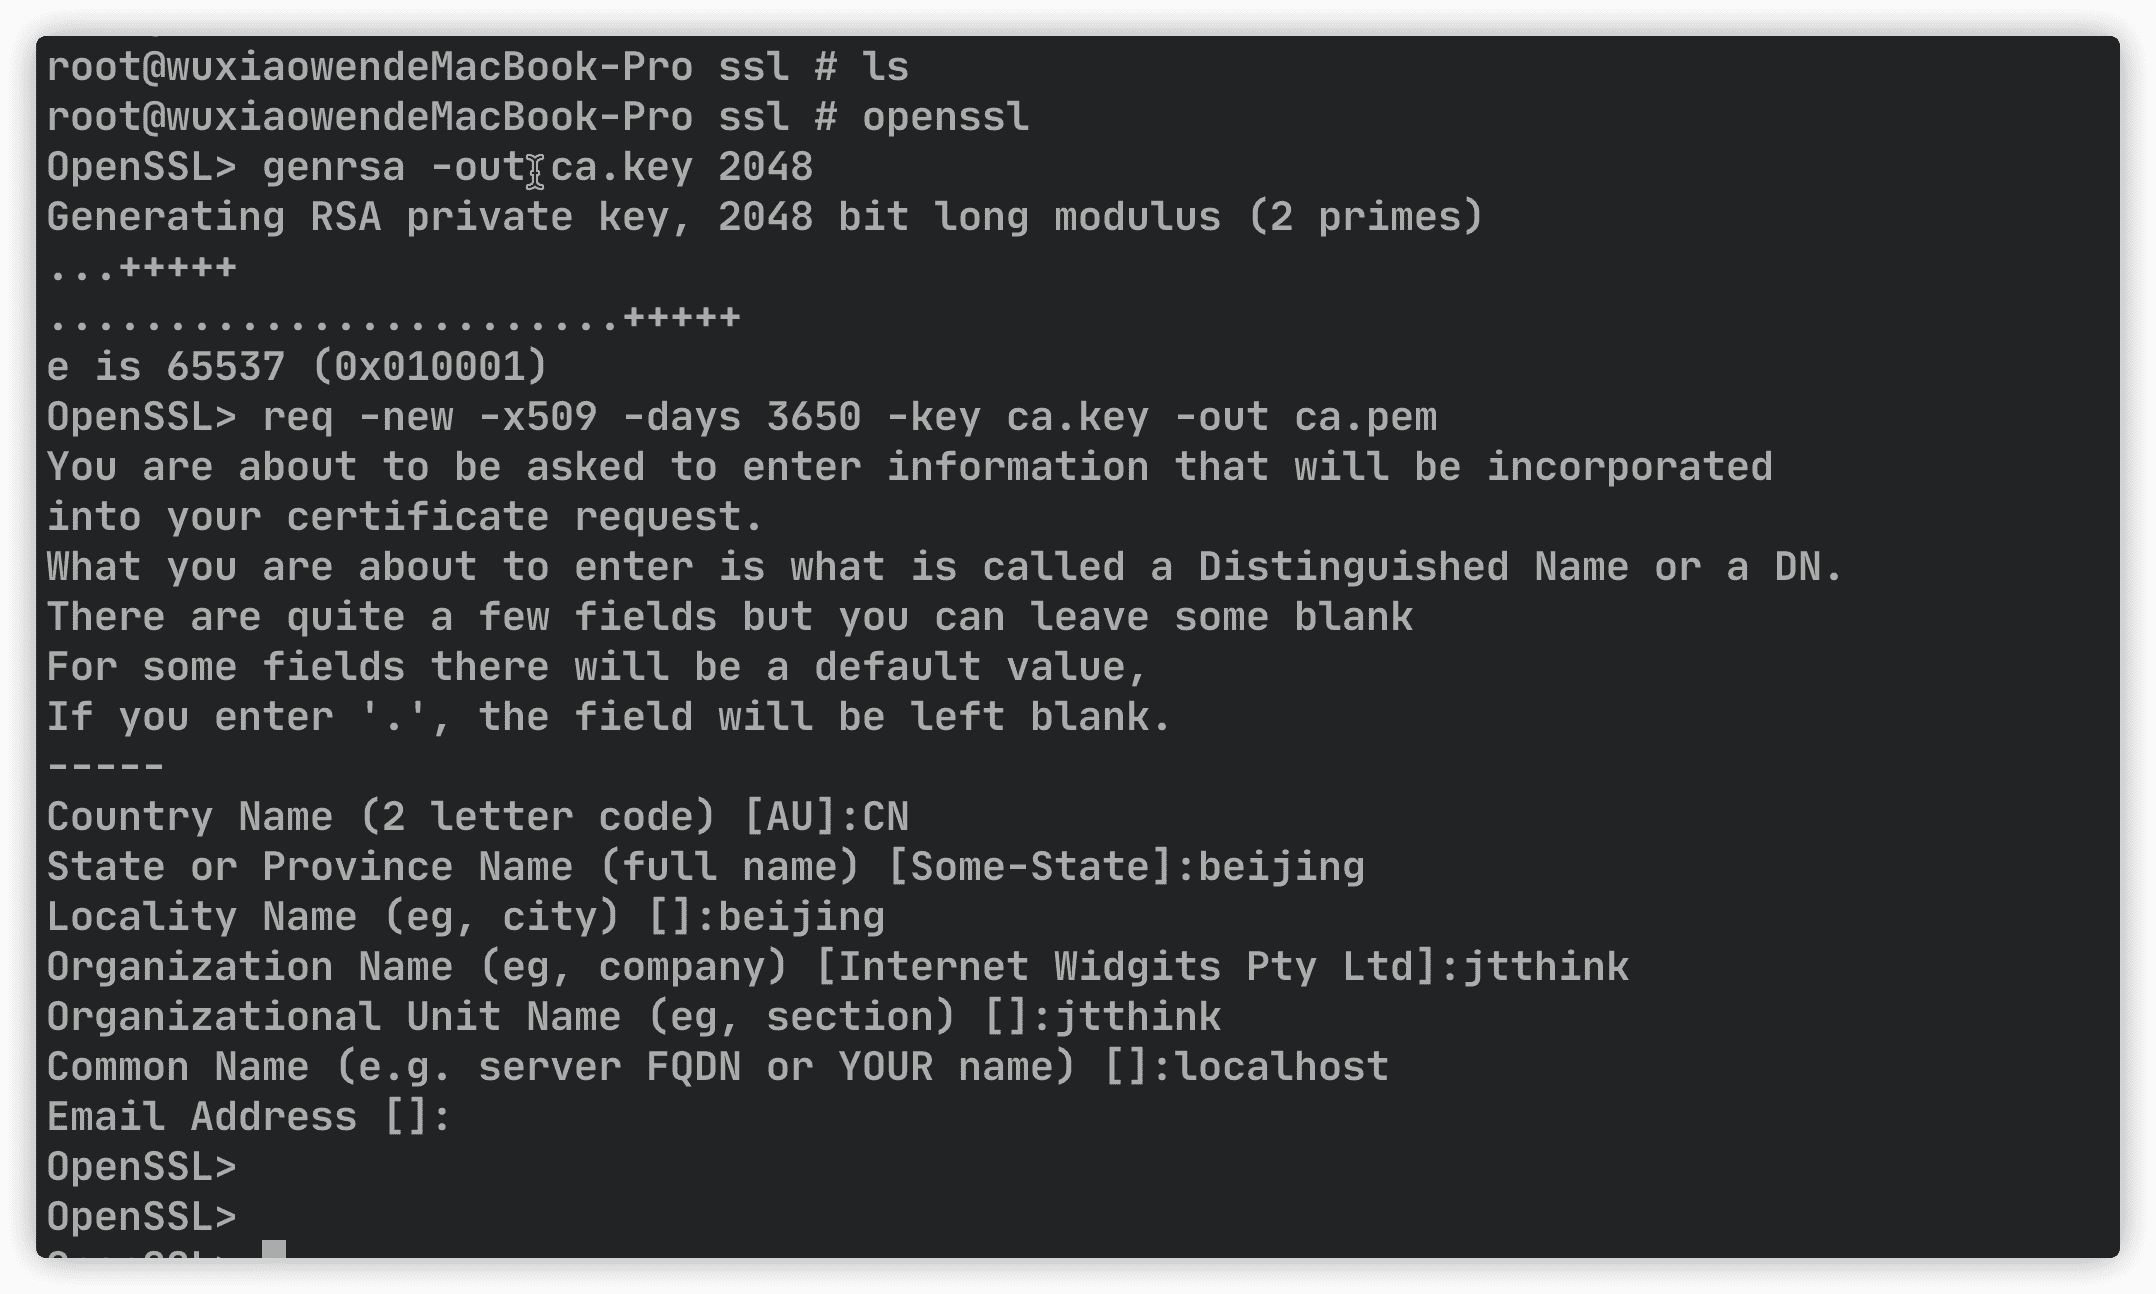 root@wuxiaowendeMacBook-Pro ssl # ls
root@wuxiaowendeMacBook-Pro ssl # openssl
OpenSSL> genrsa -out ca.key 2048
Generating RSA private key, 2048 bit long modulus (2 primes)
...+++++
........................+++++
e is 65537 (0x010001)
OpenSSL> req -new -x509 -days 3650 -key ca.key -out ca.pem
You are about to be asked to enter information that will be incorporated
into your certificate request.
What you are about to enter is what is called a Distinguished Name or a DN.
There are quite a few fields but you can leave some blank
For some fields there will be a default value,
If you enter '.', the field will be left blank.
-----
Country Name (2 letter code) [AU]:CN
State or Province Name (full name) [Some-State]:beijing
Locality Name (eg, city) []:beijing
Organization Name (eg, company) [Internet Widgits Pty Ltd]:jtthink
Organizational Unit Name (eg, section) []:jtthink
Common Name (e.g. server FQDN or YOUR name) []:localhost
Email Address []:
OpenSSL>
OpenSSL>
OpenSSL>